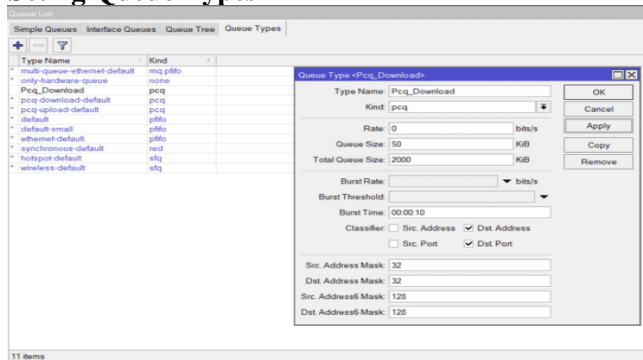 Queue List
Simple Queues Interface Queues Queue Tree Queue Types
Type Name Kind
* multi-queue-ethernet-default mq pfifo
* only-hardware-queue none
Pcq_Download pcq
* pcq-download-default pcq
* pcq-upload-default pcq
* default pfifo
* default-small pfifo
* ethernet-default pfifo
* synchronous-default red
* hotspot-default sfq
* wireless-default sfq
11 items
Queue Type <Pcq_Download>
Type Name: Pcq_Download
Kind: pcq
Rate: 0 bits/s
Queue Size: 50 KiB
Total Queue Size: 2000 KiB
Burst Rate: bits/s
Burst Threshold:
Burst Time: 00:00:10
Classifier: Src. Address Dst. Address
Src. Port Dst. Port
Src. Address Mask: 32
Dst. Address Mask: 32
Src. Address6 Mask: 128
Dst. Address6 Mask: 128
OK
Cancel
Apply
Copy
Remove